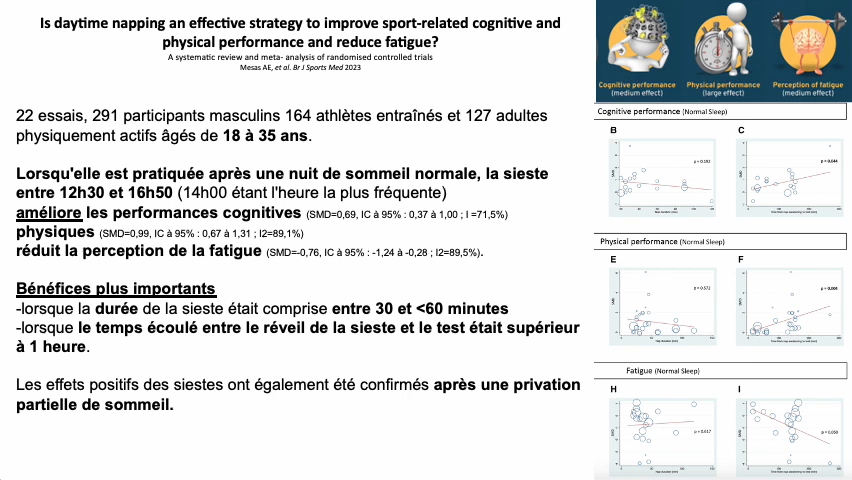 Is daytime napping an effective strategy to improve sport-related cognitive and
physical performance and reduce fatigue?
A systematic review and meta- analysis of randomised controlled trials
Mesas AE, et al. Br J Sports Med 2023
22 essais, 291 participants masculins 164 athlètes entraînés et 127 adultes
physiquement actifs âgés de 18 à 35 ans.
Lorsqu'elle est pratiquée après une nuit de sommeil normale, la sieste
entre 12h30 et 16h50 (14h00 étant l'heure la plus fréquente)
améliore les performances cognitives (SMD=0,69, IC à 95% : 0,37 à 1,00 ; I =71,5%)
physiques (SMD=0,99, IC à 95% : 0,67 à 1,31 ; I2=89,1%)
réduit la perception de la fatigue (SMD=-0,76, IC à 95% : -1,24 à -0,28 ; I2=89,5%).
Bénéfices plus importants
-lorsque la durée de la sieste était comprise entre 30 et <60 minutes
-lorsque le temps écoulé entre le réveil de la sieste et le test était supérieur
à 1 heure.
Les effets positifs des siestes ont également été confirmés après une privation
partielle de sommeil.
Cognitive performance
(medium effect)
Physical performance
(large effect)
Perception of fatigue
(medium effect)
Cognitive performance (Normal Sleep)
B
C
Physical performance (Normal Sleep)
E
F
p = 0.572
Fatigue (Normal Sleep)
H
I
p = 0.617